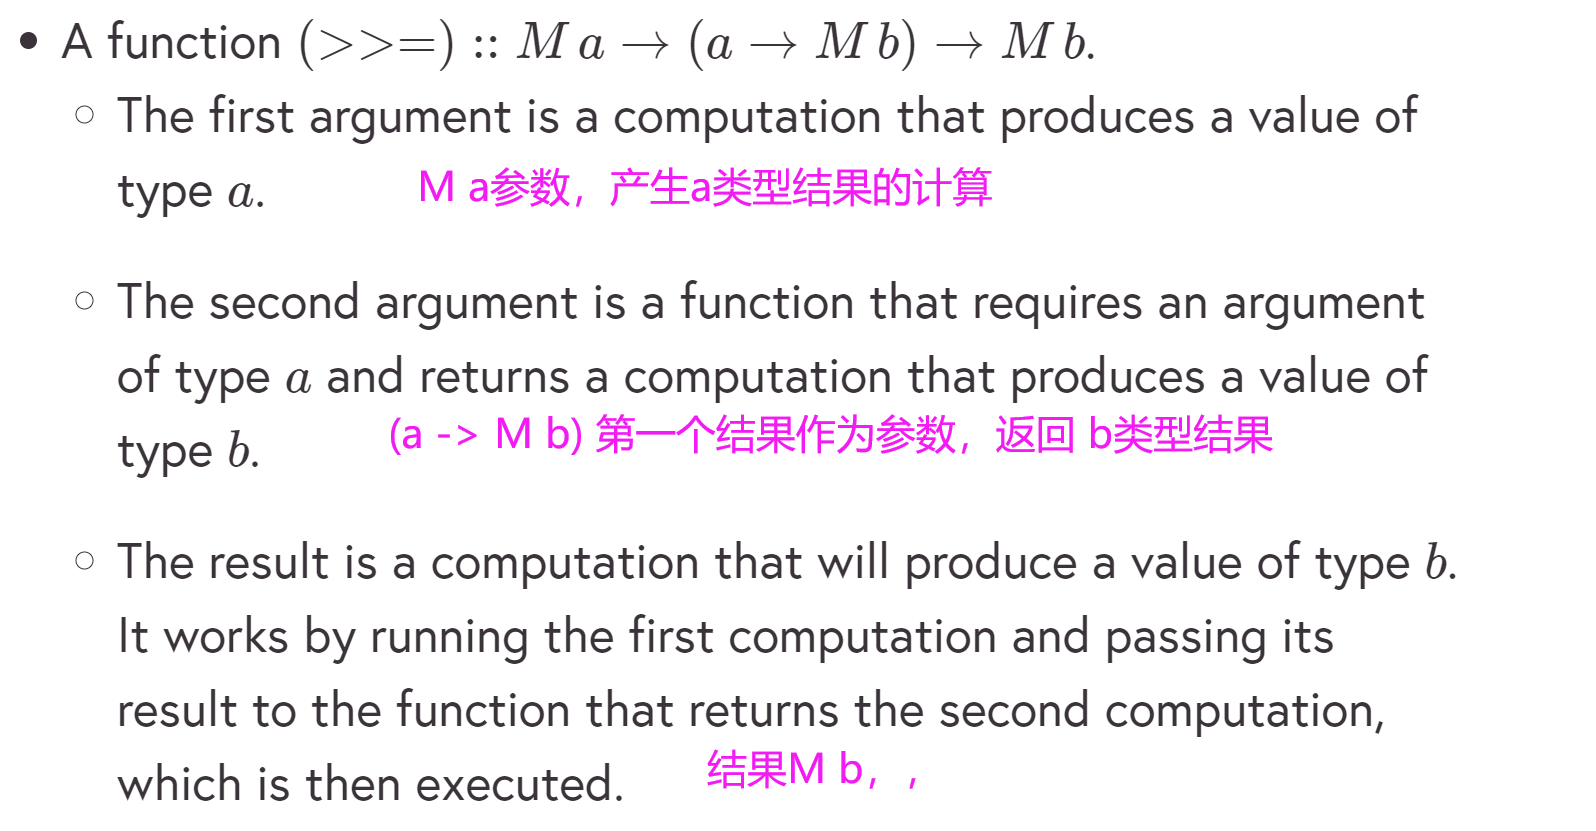 • A function (>>=) :: M a → (a → M b) → M b.
○ The first argument is a computation that produces a value of
type a.
M a参数，产生a类型结果的计算
○ The second argument is a function that requires an argument
of type a and returns a computation that produces a value of
type b.
(a -> M b) 第一个结果作为参数，返回 b类型结果
○ The result is a computation that will produce a value of type b.
It works by running the first computation and passing its
result to the function that returns the second computation,
which is then executed.
结果M b，，